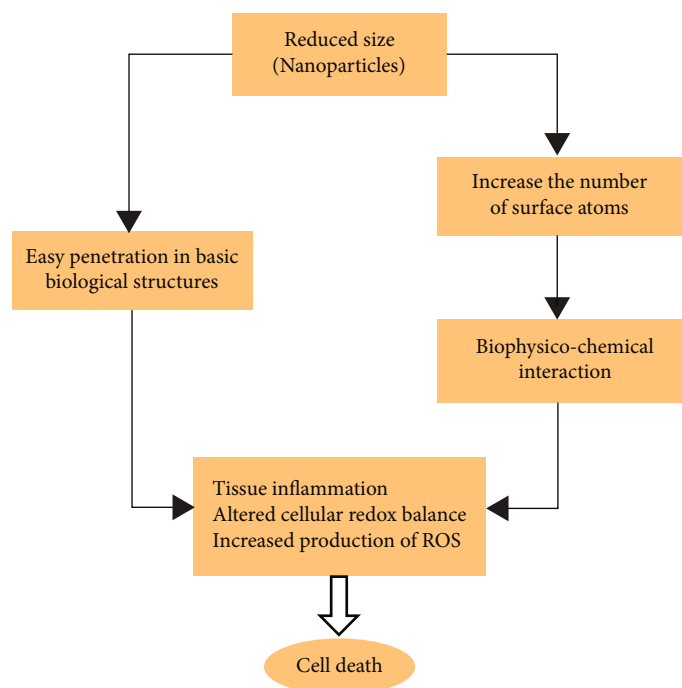 Reduced size
(Nanoparticles)
Increase the number
of surface atoms
Easy penetration in basic
biological structures
Biophysico-chemical
interaction
Tissue inflammation
Altered cellular redox balance
Increased production of ROS
Cell death